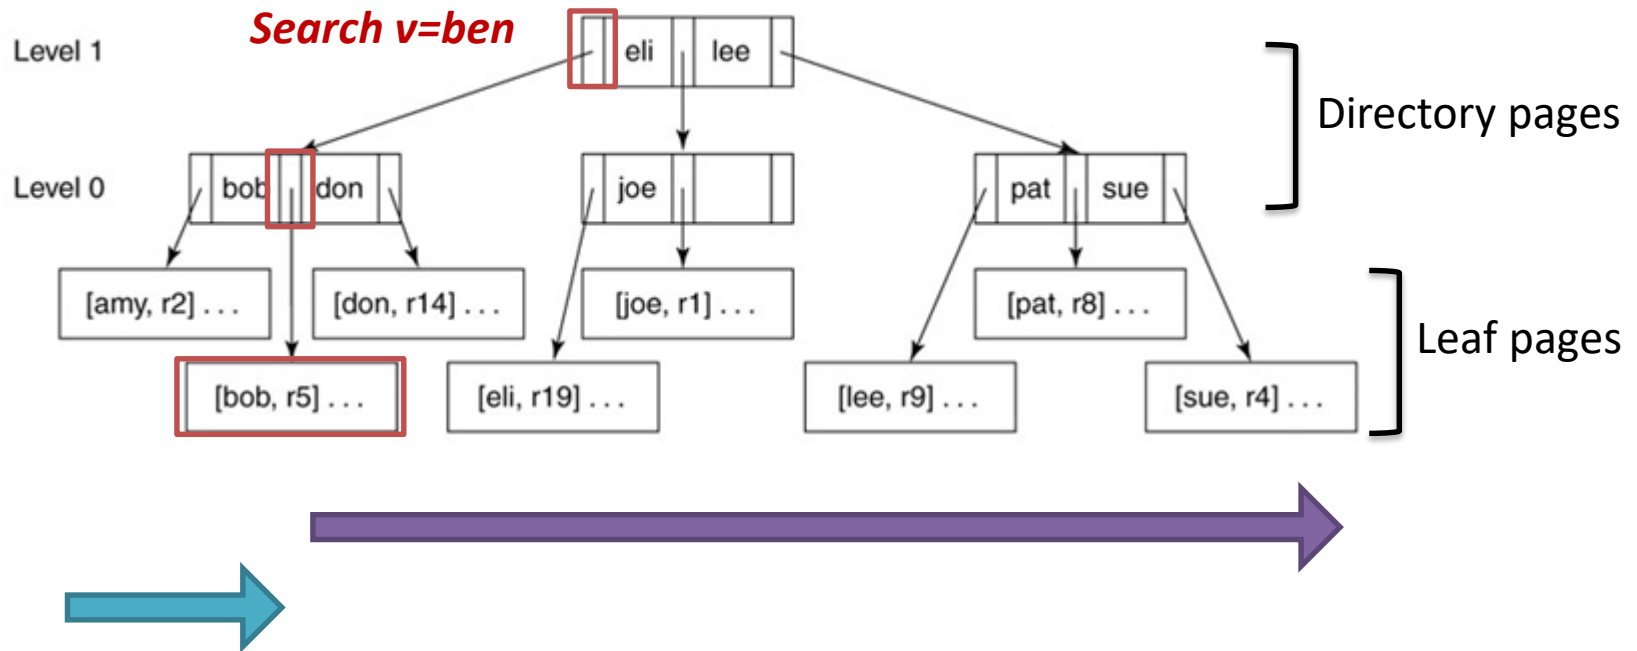 Search v=ben
Level 1
eli lee
Directory pages
Level 0
bob don
joe
pat sue
[amy, r2] . . .
[don, r14] . . .
[joe, r1] . . .
[pat, r8] . . .
Leaf pages
[bob, r5] . . .
[eli, r19] . . .
[lee, r9] . . .
[sue, r4] . . .